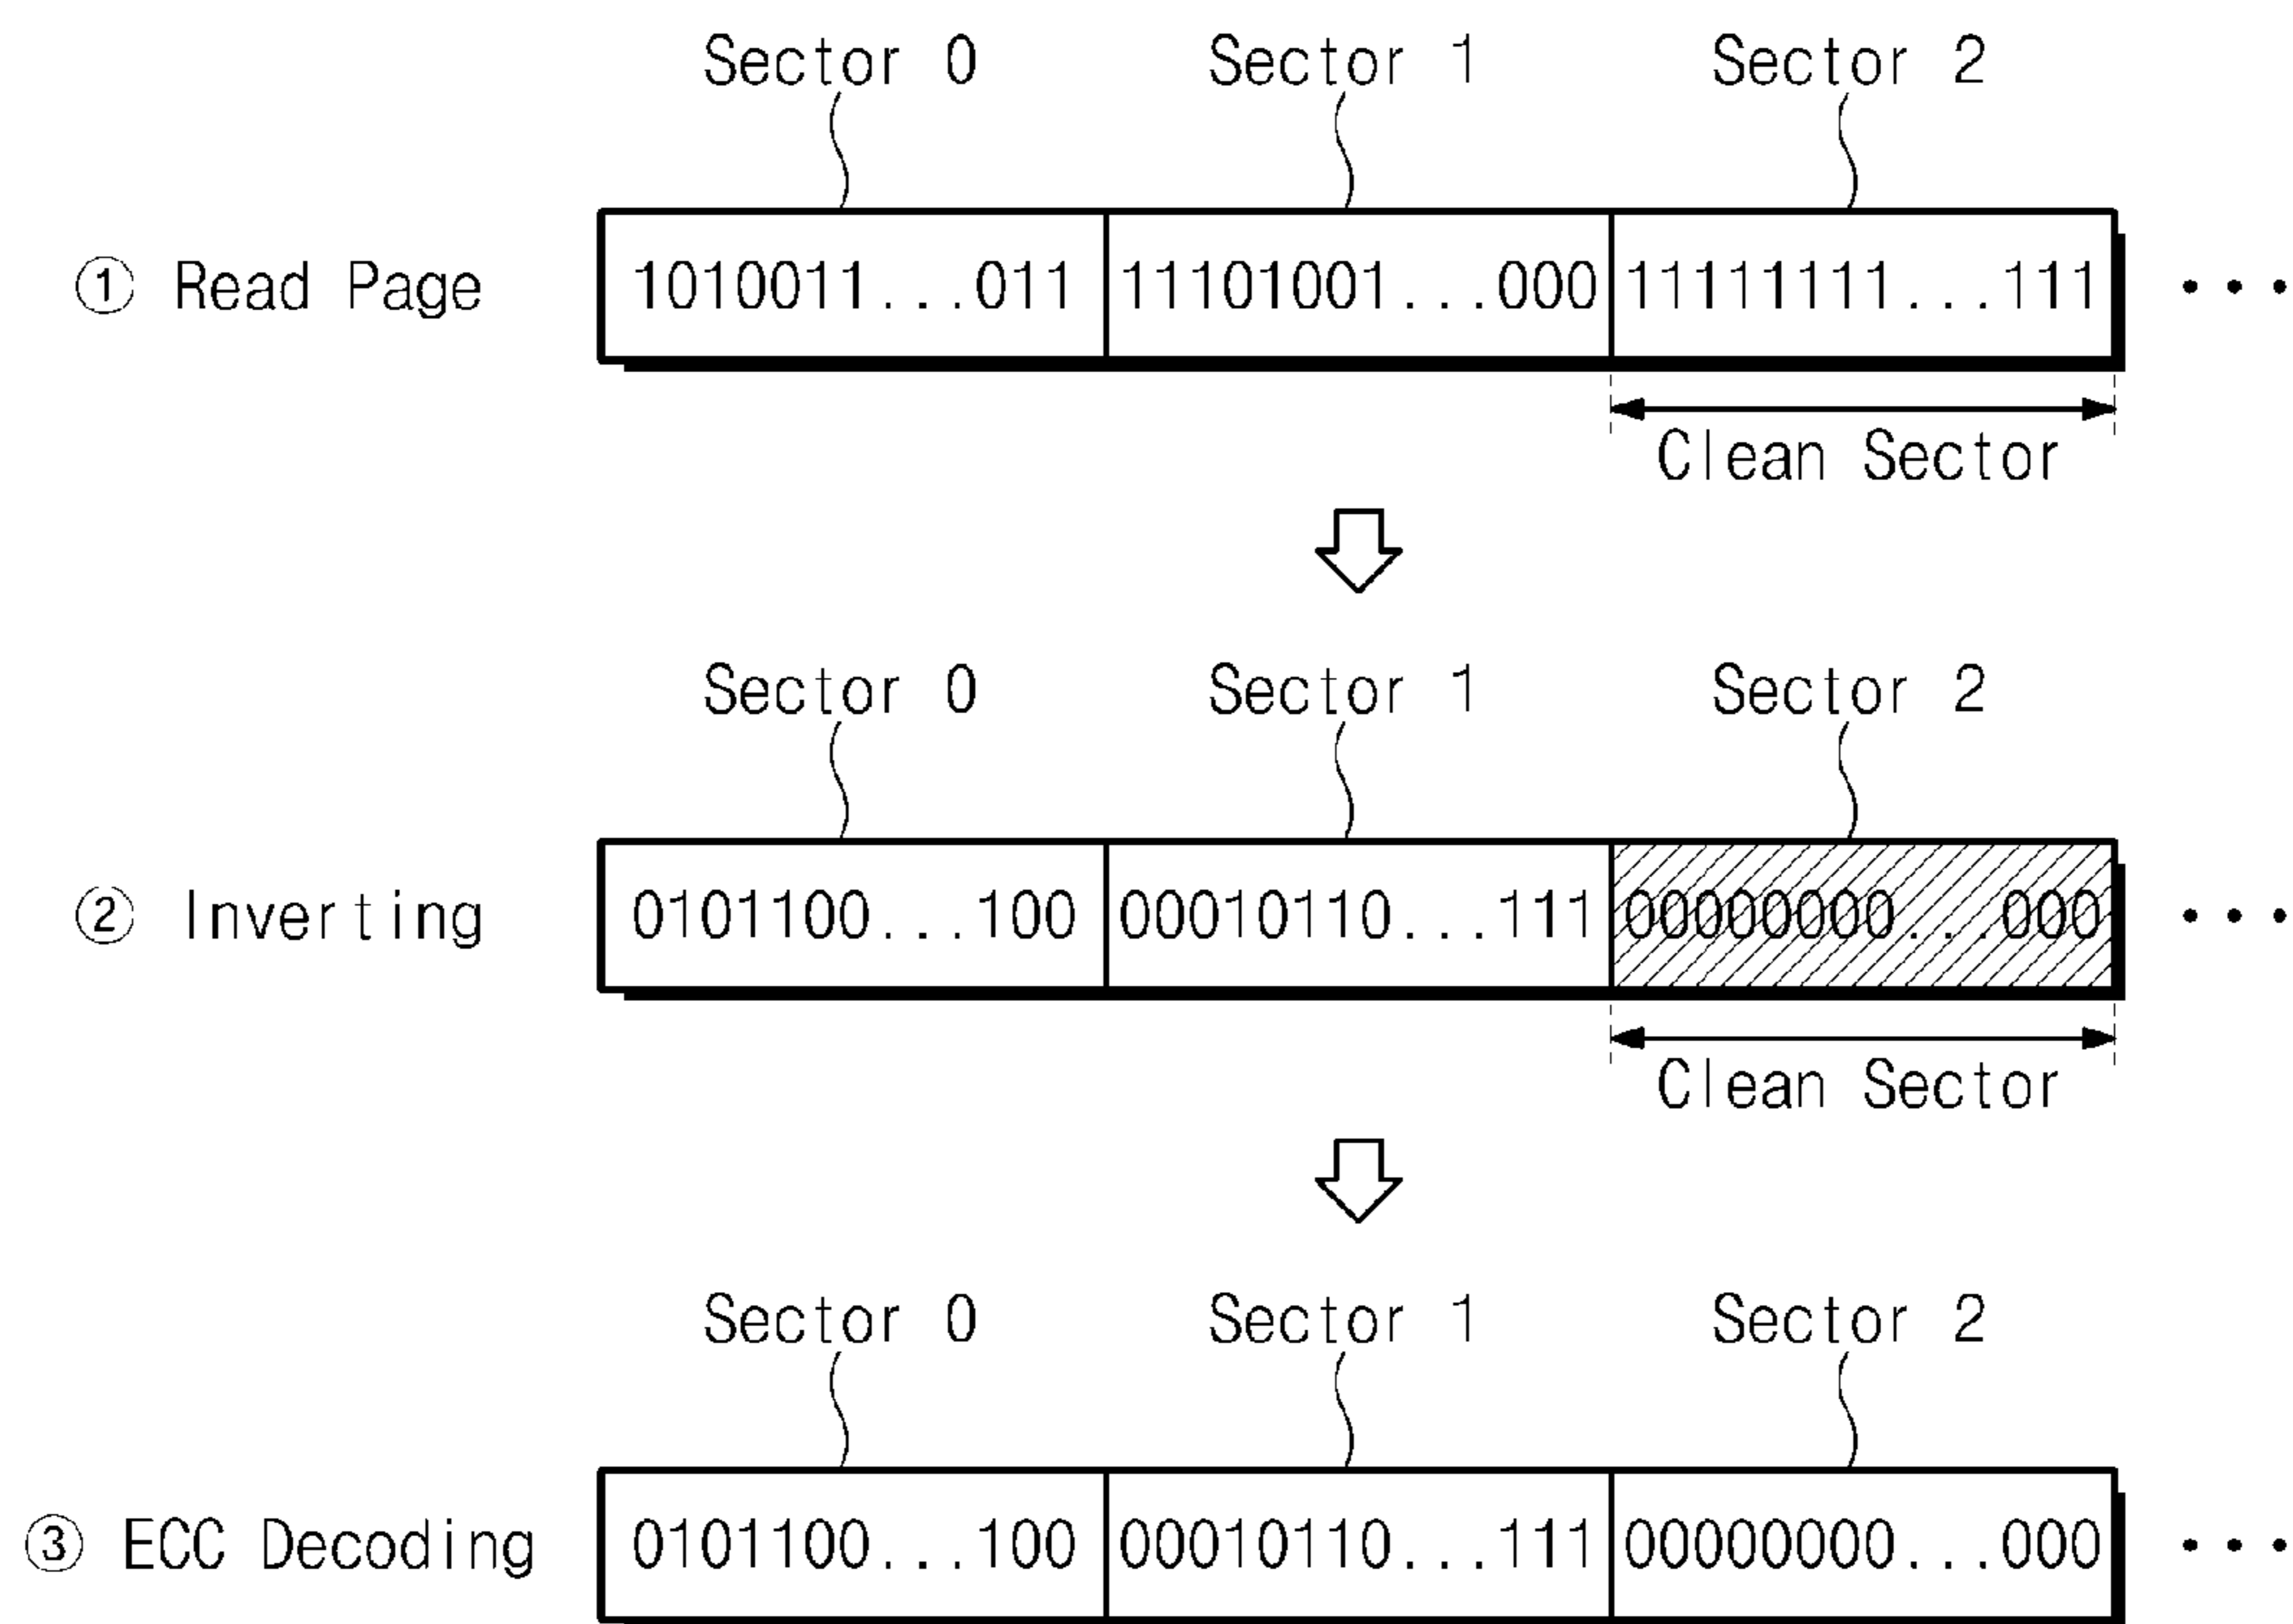 Sector 0 Sector 1 Sector 2
① Read Page 1010011...011 11101001...000 11111111...111 ...
Clean Sector
Sector 0 Sector 1 Sector 2
② Inverting 0101100...100 00010110...111 00000000...000 ...
Clean Sector
Sector 0 Sector 1 Sector 2
③ ECC Decoding 0101100...100 00010110...111 00000000...000 ...